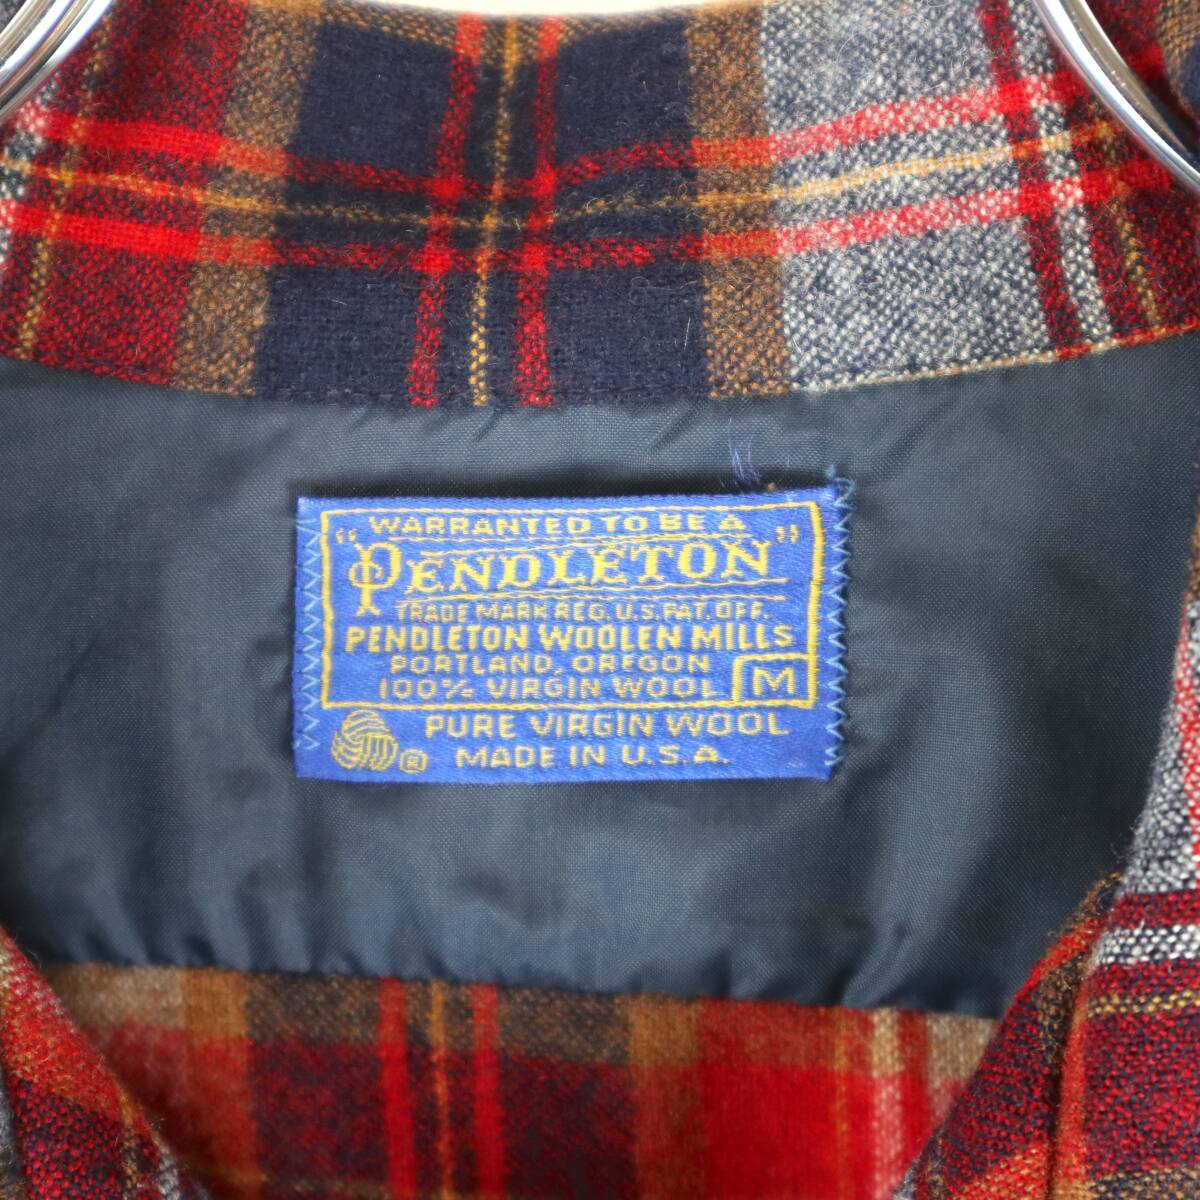 WARRANTED TO BE A
"PENDLETON"
TRADE MARK REG. U.S. PAT. OFF.
PENDLETON WOOLEN MILLS
PORTLAND, OREGON
100% VIRGIN WOOL M
PURE VIRGIN WOOL
® MADE IN U.S.A.